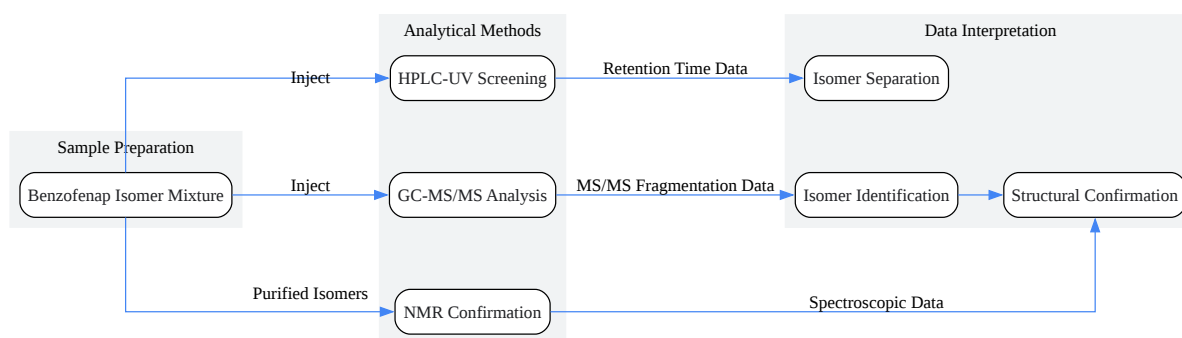 Analytical Methods
Data Interpretation
Inject
HPLC-UV Screening
Retention Time Data
Isomer Separation
Sample Preparation
Benzofenap Isomer Mixture
Inject
GC-MS/MS Analysis
MS/MS Fragmentation Data
Isomer Identification
Structural Confirmation
Purified Isomers
NMR Confirmation
Spectroscopic Data